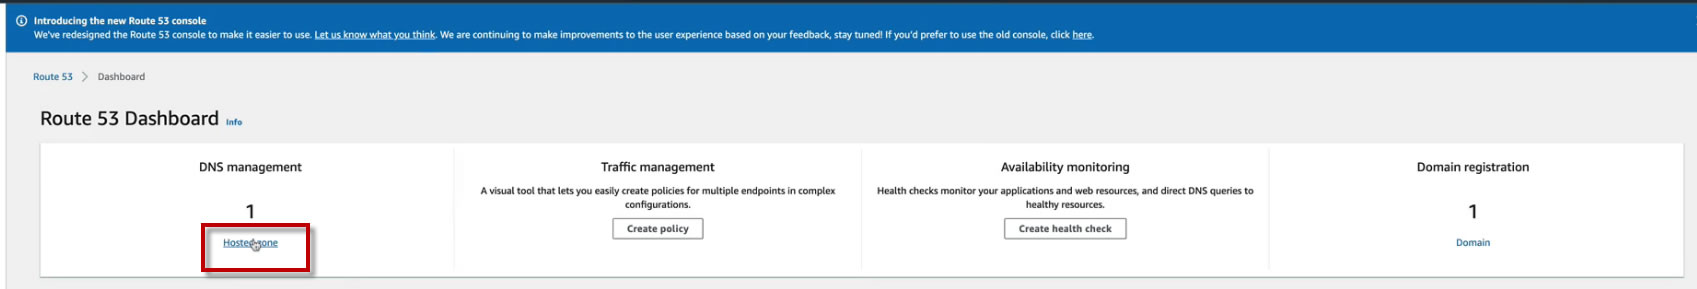 Introducing the new Route 53 console
We've redesigned the Route 53 console to make it easier to use. Let us know what you think. We are continuing to make improvements to the user experience based on your feedback, stay tuned! If you'd prefer to use the old console, click here.
Route 53 > Dashboard
Route 53 Dashboard Info
DNS management
1
Hosted zone
Traffic management
A visual tool that lets you easily create policies for multiple endpoints in complex
configurations.
Create policy
Availability monitoring
Health checks monitor your applications and web resources, and direct DNS queries to
healthy resources.
Create health check
Domain registration
1
Domain